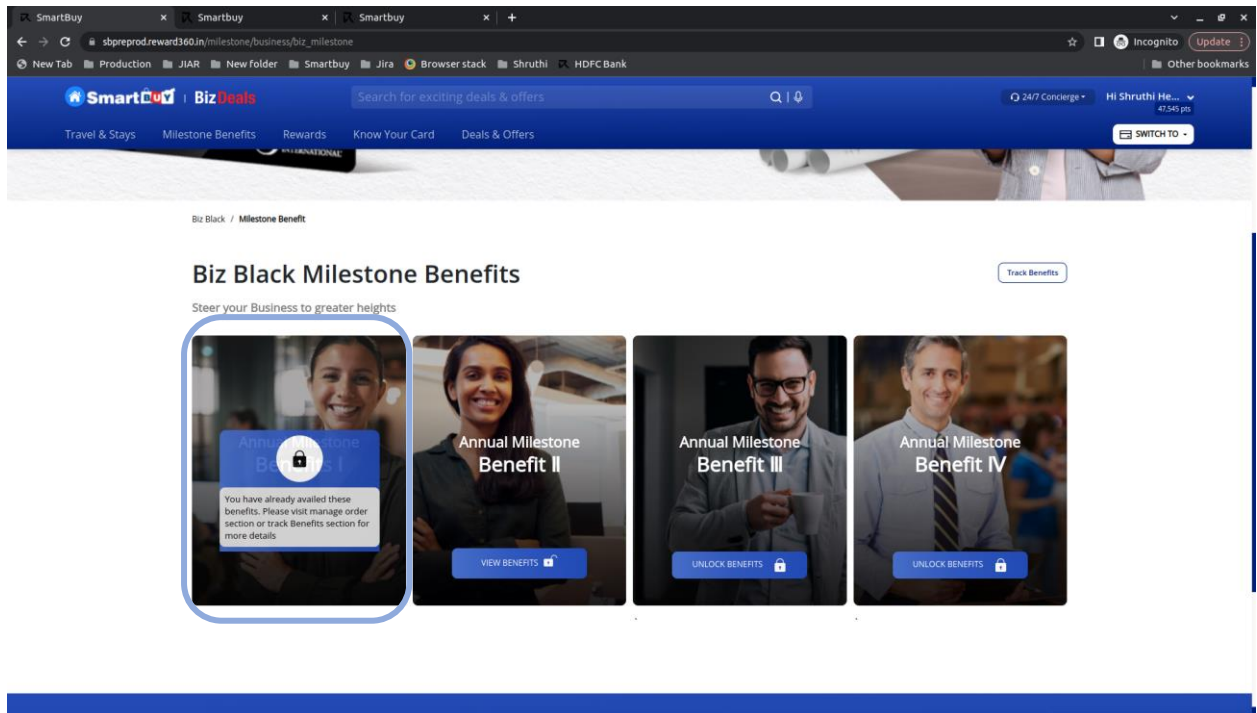 SmartBuy
Smartbuy
Smartbuy
sbpreprod.reward360.in/milestone/business/biz_milestone
Incognito
Update
New Tab
Production
JIAR
New folder
Smartbuy
Jira
Browser stack
Shruthi
HDFC Bank
Other bookmarks
SmartBUY | BizDeals
Search for exciting deals & offers
24/7 Concierge
Hi Shruthi He...
47,545 pts
Travel & Stays
Milestone Benefits
Rewards
Know Your Card
Deals & Offers
SWITCH TO
INTERNATIONAL
Biz Black / Milestone Benefit
Biz Black Milestone Benefits
Track Benefits
Steer your Business to greater heights
Annual Milestone
Benefits I
You have already availed these
benefits. Please visit manage order
section or track Benefits section for
more details
Annual Milestone
Benefit II
VIEW BENEFITS
Annual Milestone
Benefit III
UNLOCK BENEFITS
Annual Milestone
Benefit IV
UNLOCK BENEFITS